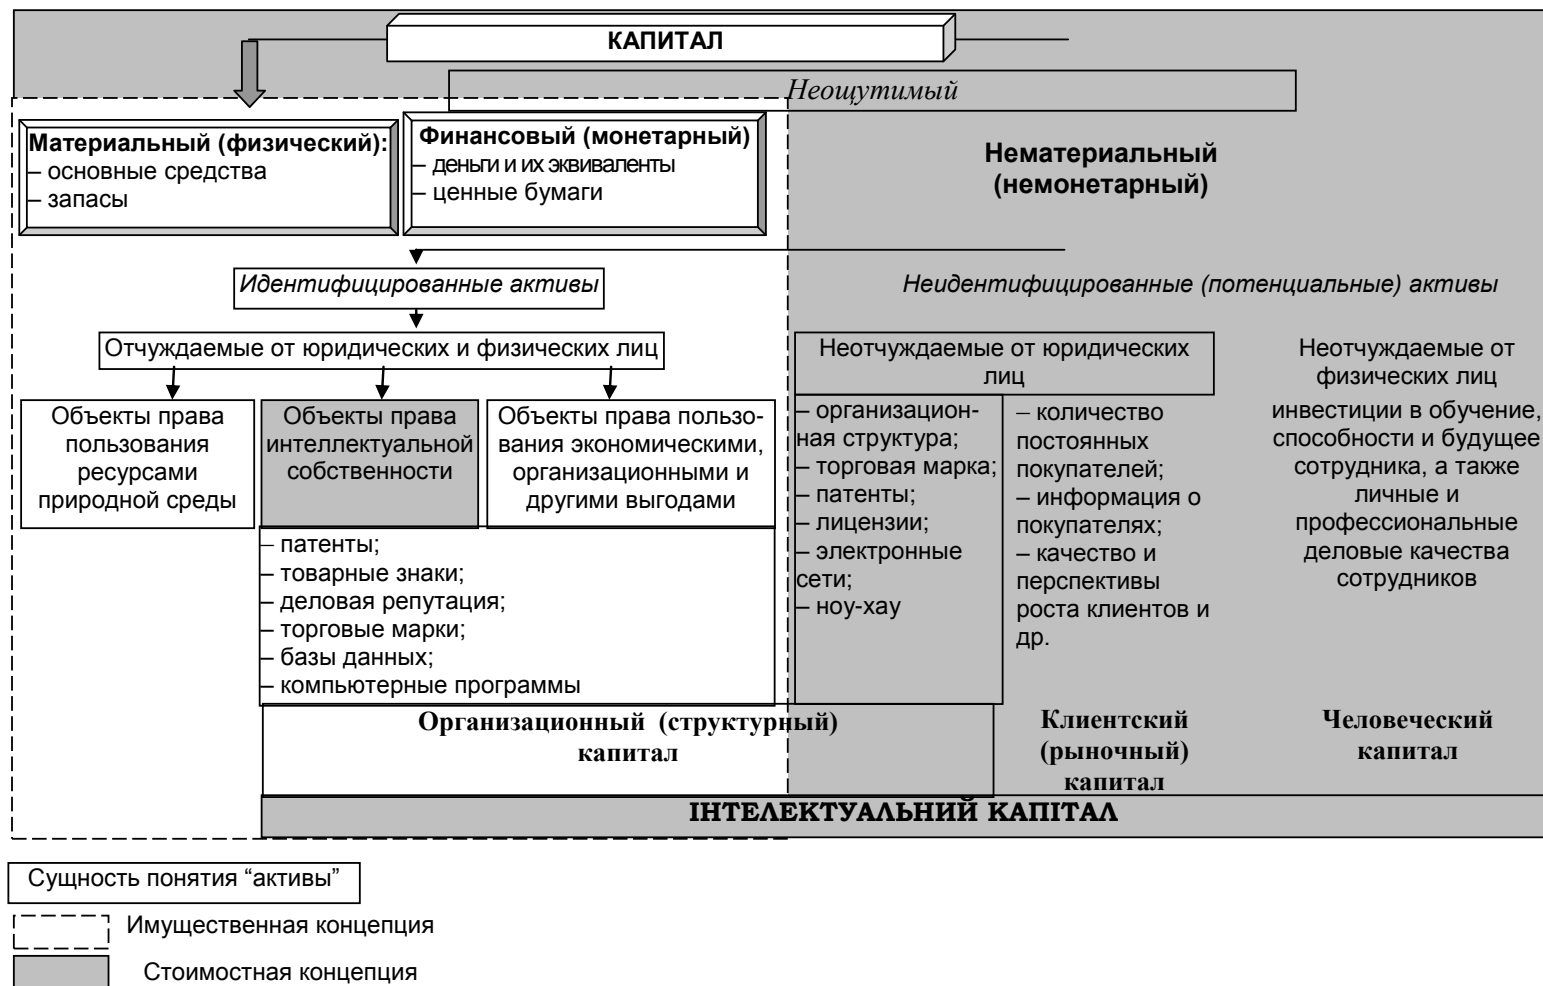 КАПИТАЛ
Неощутимый
Материальный (физический):
– основные средства
– запасы
Финансовый (монетарный)
– деньги и их эквиваленты
– ценные бумаги
Нематериальный
(немонетарный)
Идентифицированные активы
Неидентифицированные (потенциальные) активы
Отчуждаемые от юридических и физических лиц
Неотчуждаемые от юридических
лиц
Неотчуждаемые от
физических лиц
Объекты права
пользования
ресурсами
природной среды
Объекты права
интеллектуальной
собственности
Объекты права пользо-
вания экономическими,
организационными и
другими выгодами
– организацион-
ная структура;
– торговая марка;
– патенты;
– лицензии;
– электронные
сети;
– ноу-хау
– количество
постоянных
покупателей;
– информация о
покупателях;
– качество и
перспективы
роста клиентов и
др.
инвестиции в обучение,
способности и будущее
сотрудника, а также
личные и
профессиональные
деловые качества
сотрудников
– патенты;
– товарные знаки;
– деловая репутация;
– торговые марки;
– базы данных;
– компьютерные программы
Организационный (структурный)
капитал
Клиентский
(рыночный)
капитал
Человеческий
капитал
ІНТЕЛЕКТУАЛЬНИЙ КАПІТАЛ
Сущность понятия “активы”
Имущественная концепция
Стоимостная концепция